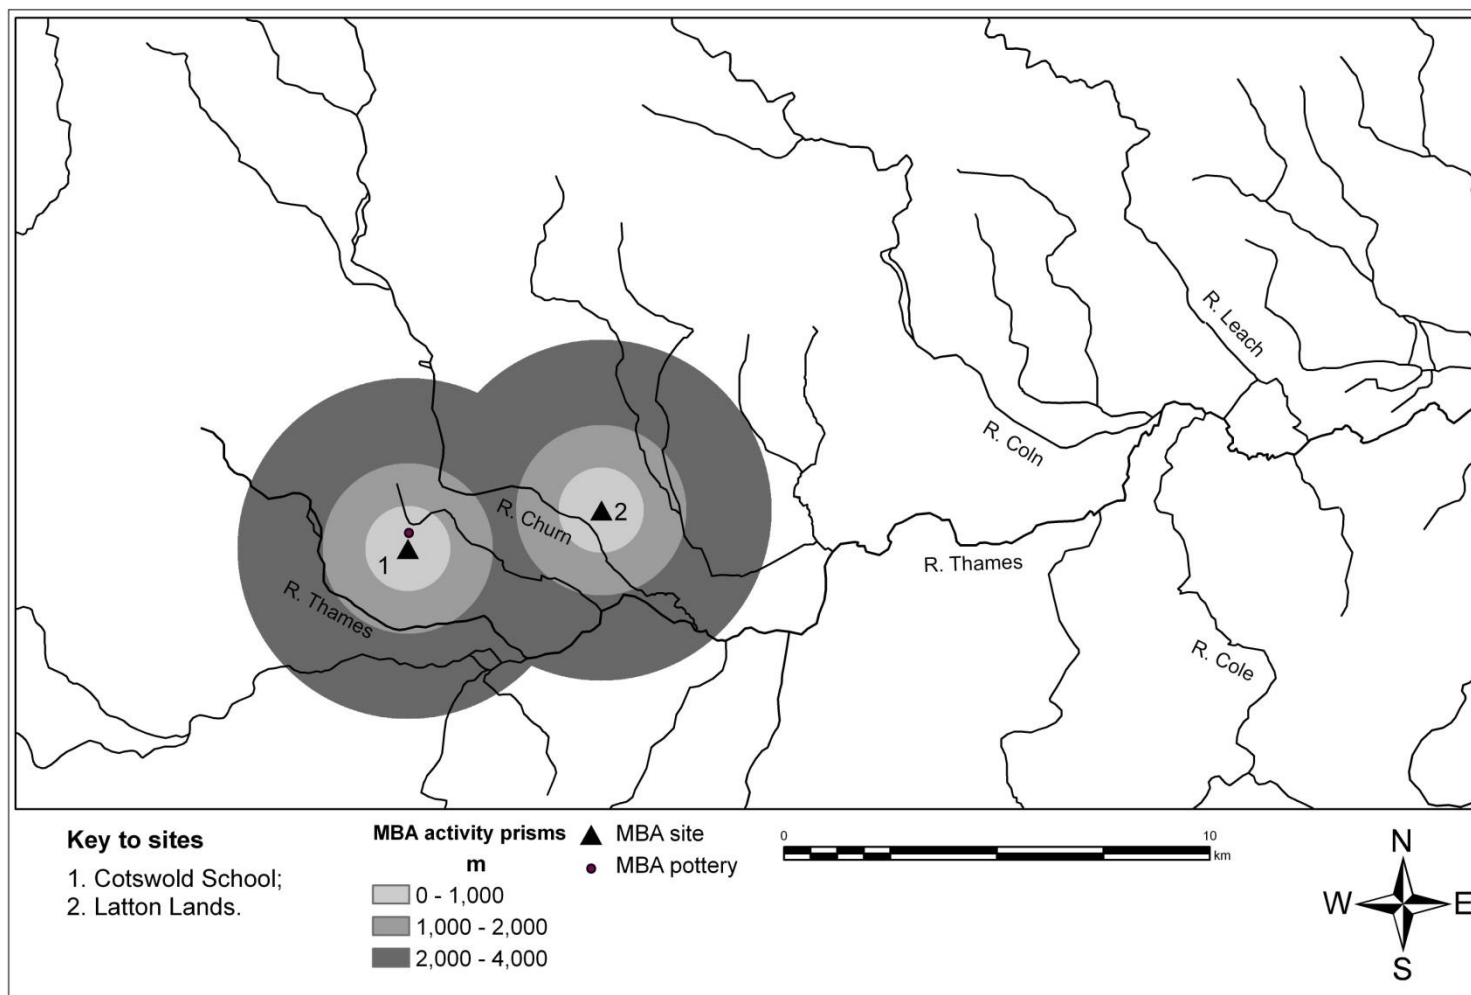 R. Leach
R. Coln
2
R. Churn
1
R. Thames
R. Thames
R. Cole
Key to sites
1. Cotswold School;
2. Latton Lands.
MBA activity prisms
m
0 - 1,000
1,000 - 2,000
2,000 - 4,000
MBA site
MBA pottery
0
10
km
N
W
E
S